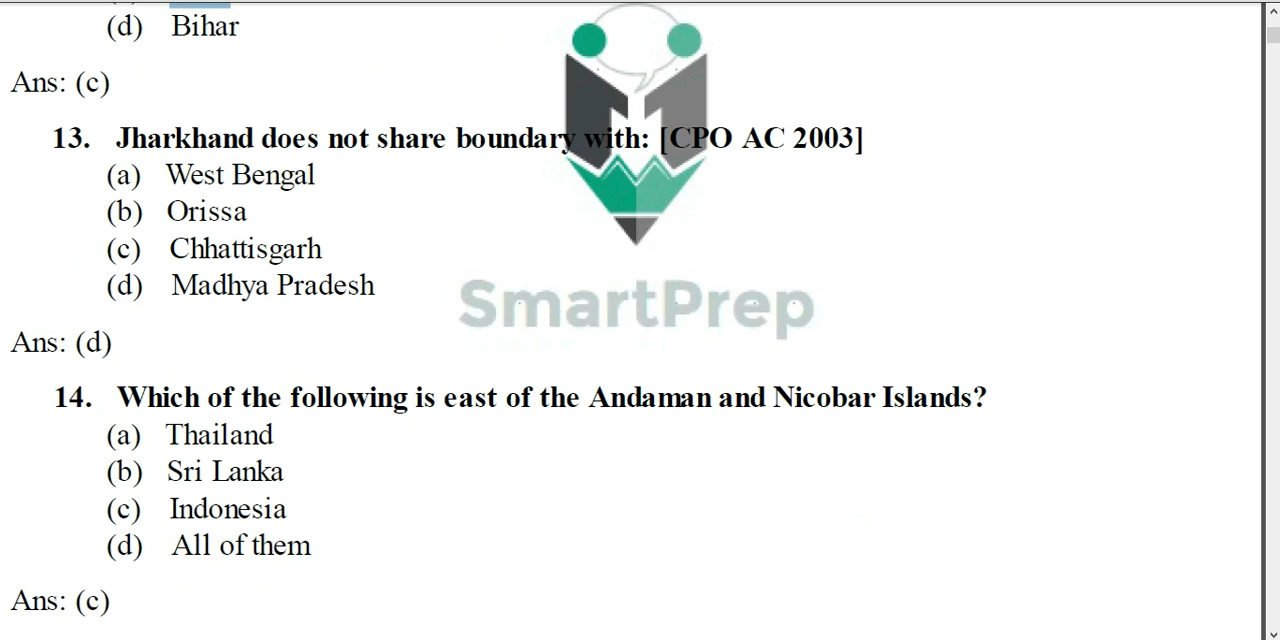 (d) Bihar
Ans: (c)
13. Jharkhand does not share boundary with: [CPO AC 2003]
(a) West Bengal
(b) Orissa
(c) Chhattisgarh
(d) Madhya Pradesh
SmartPrep
Ans: (d)
14. Which of the following is east of the Andaman and Nicobar Islands?
(a) Thailand
(b) Sri Lanka
(c) Indonesia
(d) All of them
Ans: (c)